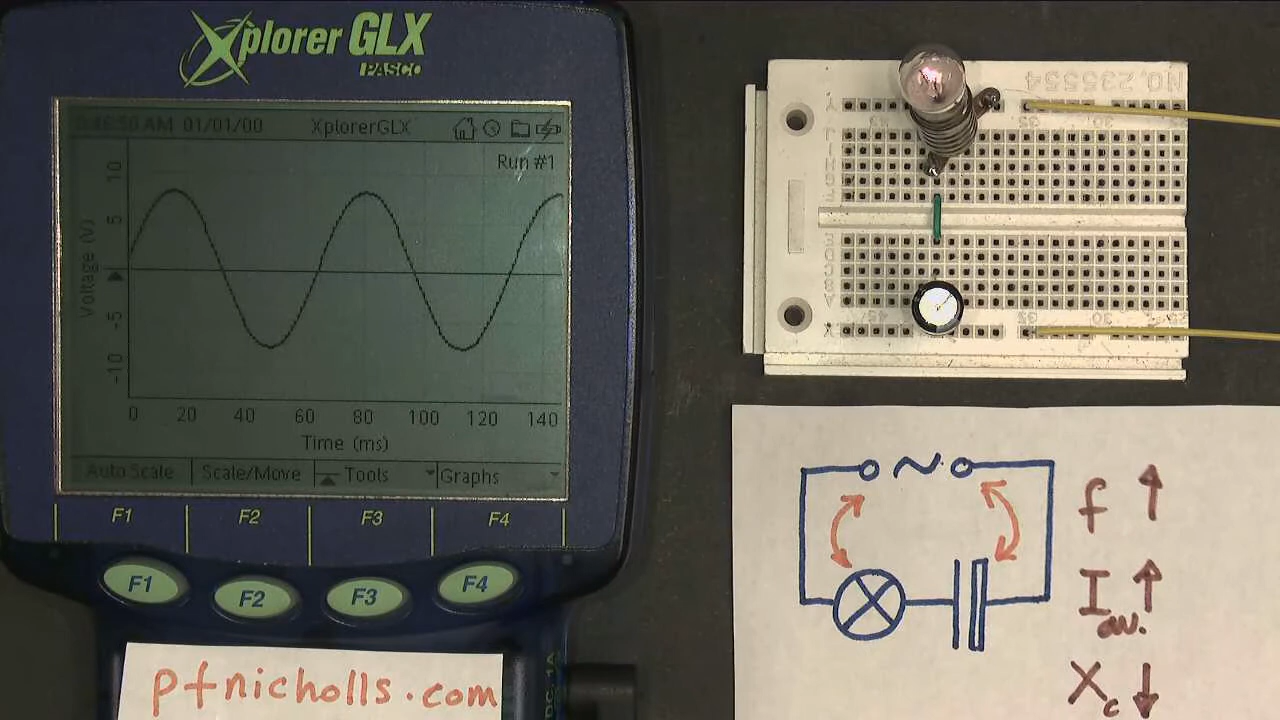 Xplorer GLX
PASCO
AM 01/01/00 XplorerGLX
Run #1
10
5
-5
-10
Voltage (V)
0 20 40 60 80 100 120 140
Time (ms)
Auto Scale Scale/Move Tools Graphs
F1 F2 F3 F4
F1 F2 F3 F4
pfnicholls.com
NO. 235554
f ↑
I av. ↑
Xc ↓